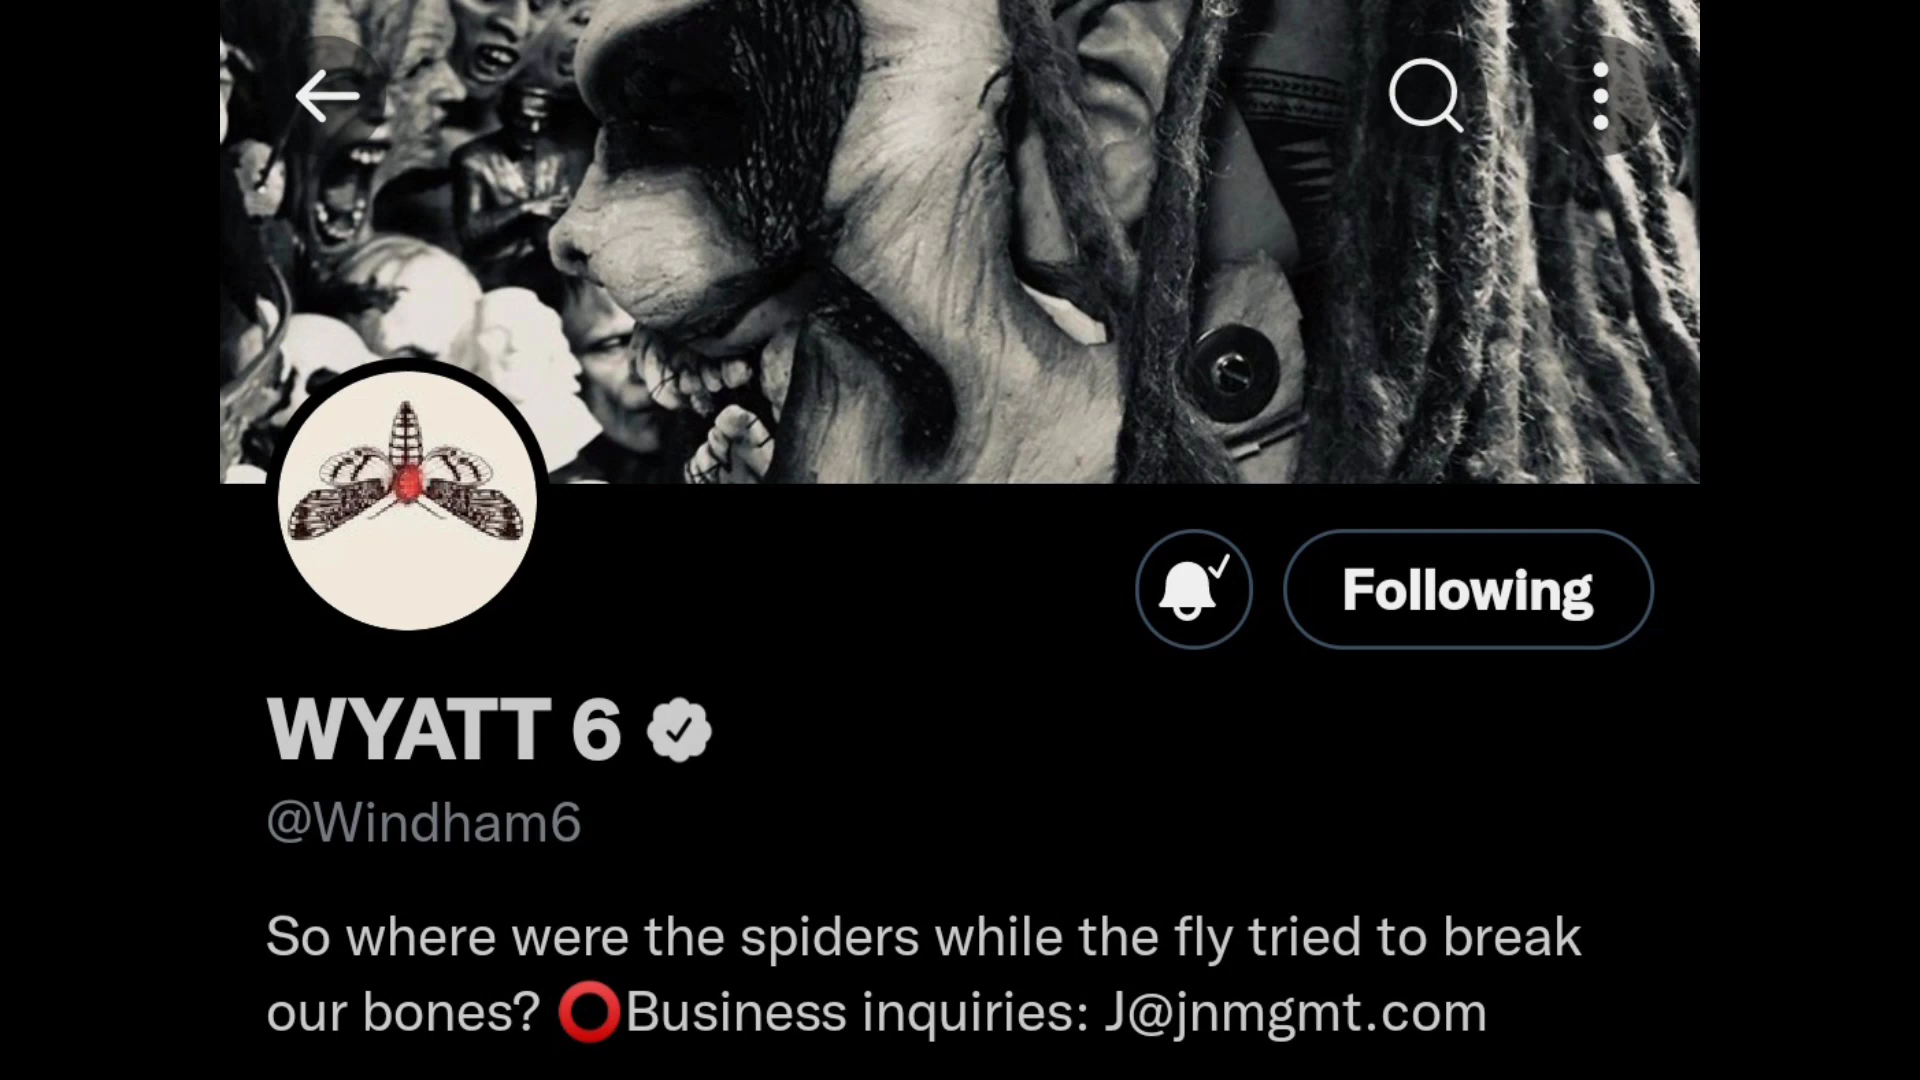 Following
WYATT 6
@Windham6
So where were the spiders while the fly tried to break
our bones? ⭕Business inquiries: J@jnmgmt.com